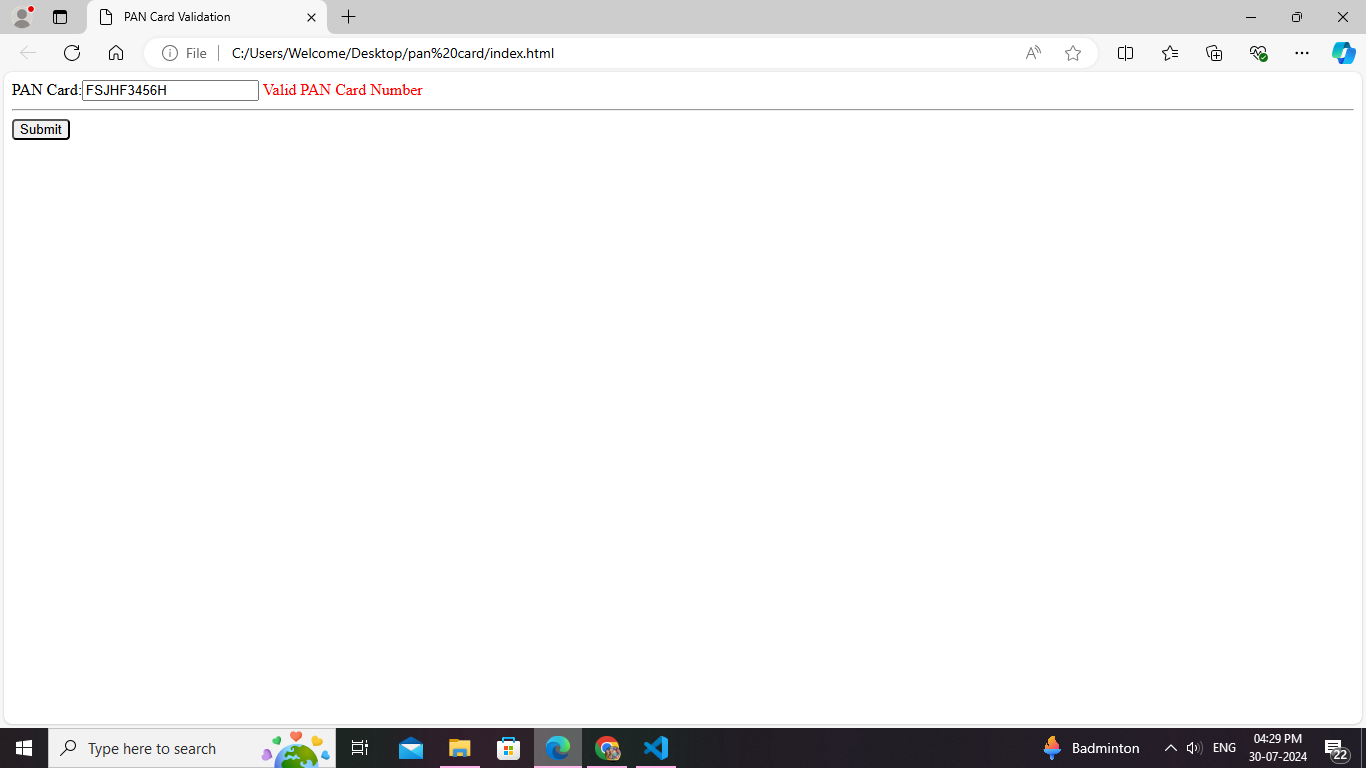 PAN Card Validation
File
C:/Users/Welcome/Desktop/pan%20card/index.html
PAN Card: FSJHF3456H Valid PAN Card Number
Submit
Type here to search
Badminton
ENG
04:29 PM
30-07-2024
22